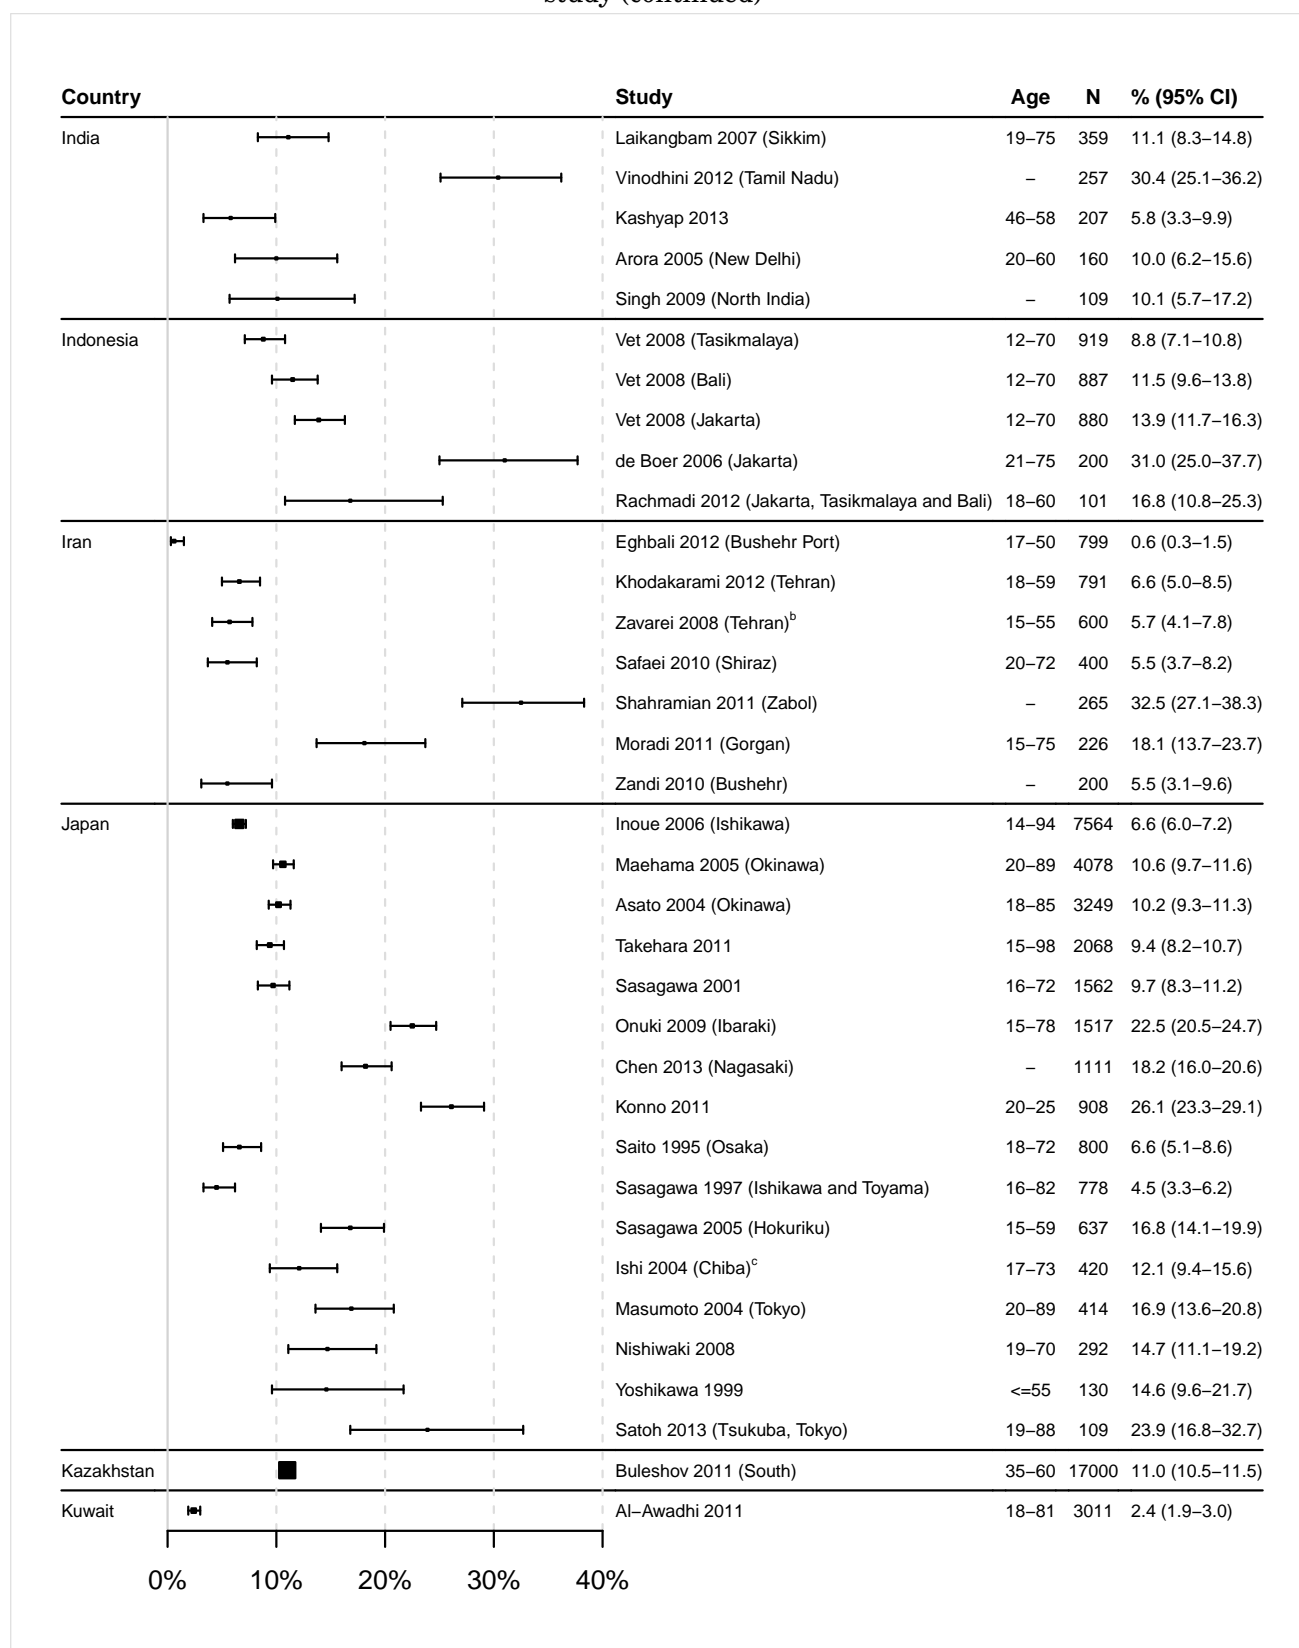 study (continued)
Country Study Age N % (95% CI)
India Laikangbam 2007 (Sikkim) 19–75 359 11.1 (8.3–14.8)
Vinodhini 2012 (Tamil Nadu) – 257 30.4 (25.1–36.2)
Kashyap 2013 46–58 207 5.8 (3.3–9.9)
Arora 2005 (New Delhi) 20–60 160 10.0 (6.2–15.6)
Singh 2009 (North India) – 109 10.1 (5.7–17.2)
Indonesia Vet 2008 (Tasikmalaya) 12–70 919 8.8 (7.1–10.8)
Vet 2008 (Bali) 12–70 887 11.5 (9.6–13.8)
Vet 2008 (Jakarta) 12–70 880 13.9 (11.7–16.3)
de Boer 2006 (Jakarta) 21–75 200 31.0 (25.0–37.7)
Rachmadi 2012 (Jakarta, Tasikmalaya and Bali) 18–60 101 16.8 (10.8–25.3)
Iran Eghbali 2012 (Bushehr Port) 17–50 799 0.6 (0.3–1.5)
Khodakarami 2012 (Tehran) 18–59 791 6.6 (5.0–8.5)
Zavarei 2008 (Tehran)b 15–55 600 5.7 (4.1–7.8)
Safaei 2010 (Shiraz) 20–72 400 5.5 (3.7–8.2)
Shahramian 2011 (Zabol) – 265 32.5 (27.1–38.3)
Moradi 2011 (Gorgan) 15–75 226 18.1 (13.7–23.7)
Zandi 2010 (Bushehr) – 200 5.5 (3.1–9.6)
Japan Inoue 2006 (Ishikawa) 14–94 7564 6.6 (6.0–7.2)
Maehama 2005 (Okinawa) 20–89 4078 10.6 (9.7–11.6)
Asato 2004 (Okinawa) 18–85 3249 10.2 (9.3–11.3)
Takehara 2011 15–98 2068 9.4 (8.2–10.7)
Sasagawa 2001 16–72 1562 9.7 (8.3–11.2)
Onuki 2009 (Ibaraki) 15–78 1517 22.5 (20.5–24.7)
Chen 2013 (Nagasaki) – 1111 18.2 (16.0–20.6)
Konno 2011 20–25 908 26.1 (23.3–29.1)
Saito 1995 (Osaka) 18–72 800 6.6 (5.1–8.6)
Sasagawa 1997 (Ishikawa and Toyama) 16–82 778 4.5 (3.3–6.2)
Sasagawa 2005 (Hokuriku) 15–59 637 16.8 (14.1–19.9)
Ishi 2004 (Chiba)c 17–73 420 12.1 (9.4–15.6)
Masumoto 2004 (Tokyo) 20–89 414 16.9 (13.6–20.8)
Nishiwaki 2008 19–70 292 14.7 (11.1–19.2)
Yoshikawa 1999 <=55 130 14.6 (9.6–21.7)
Satoh 2013 (Tsukuba, Tokyo) 19–88 109 23.9 (16.8–32.7)
Kazakhstan Buleshov 2011 (South) 35–60 17000 11.0 (10.5–11.5)
Kuwait Al–Awadhi 2011 18–81 3011 2.4 (1.9–3.0)
0% 10% 20% 30% 40%